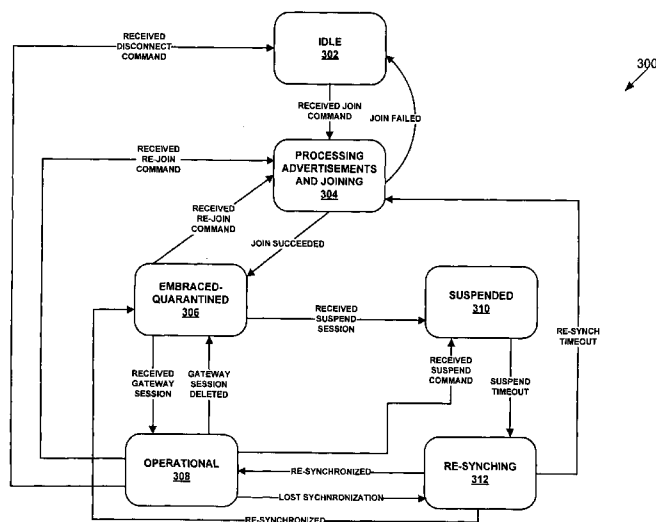 RECEIVED
DISCONNECT
COMMAND
IDLE
302
300
RECEIVED JOIN
COMMAND
JOIN FAILED
RECEIVED
RE-JOIN
COMMAND
PROCESSING
ADVERTISEMENTS
AND JOINING
304
RECEIVED
RE-JOIN
COMMAND
JOIN SUCCEEDED
EMBRACED-
QUARANTINED
306
RECEIVED
SUSPEND
SESSION
SUSPENDED
310
RE-SYNCH
TIMEOUT
RECEIVED
GATEWAY
SESSION
GATEWAY
SESSION
DELETED
RECEIVED
SUSPEND
COMMAND
SUSPEND
TIMEOUT
OPERATIONAL
308
RE-SYNCHRONIZED
RE-SYNCHING
312
LOST SYCHNRONIZATION
RE-SYNCHRONIZED